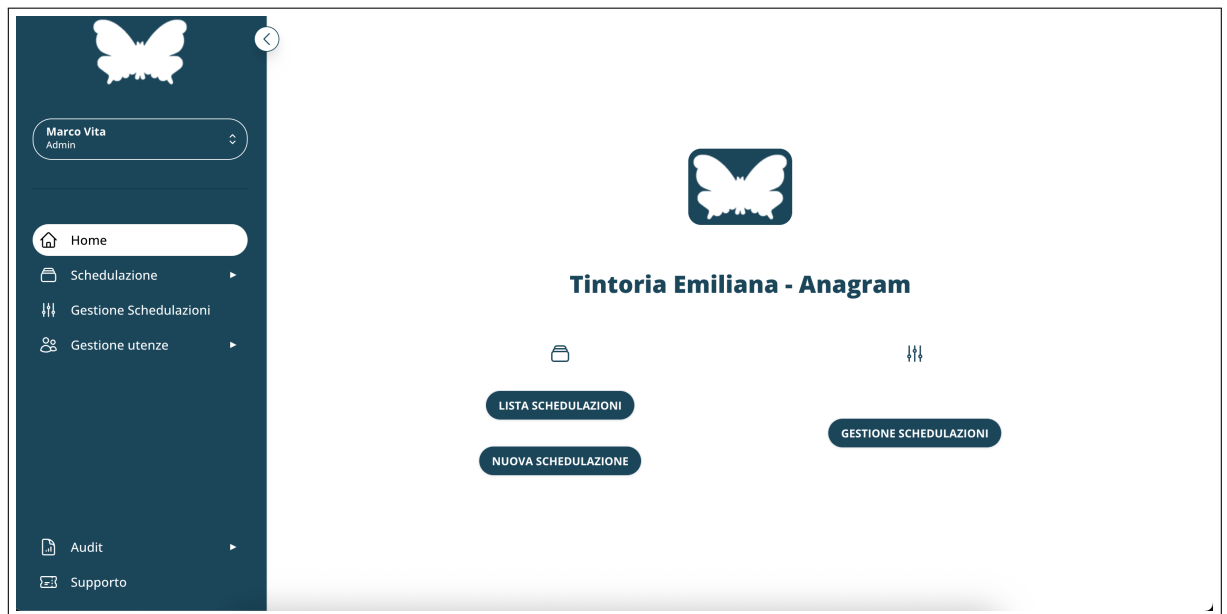 Marco Vita
Admin
Home
Schedulazione
Gestione Schedulazioni
Gestione utenze
Audit
Supporto
Tintoria Emiliana - Anagram
LISTA SCHEDULAZIONI
NUOVA SCHEDULAZIONE
GESTIONE SCHEDULAZIONI